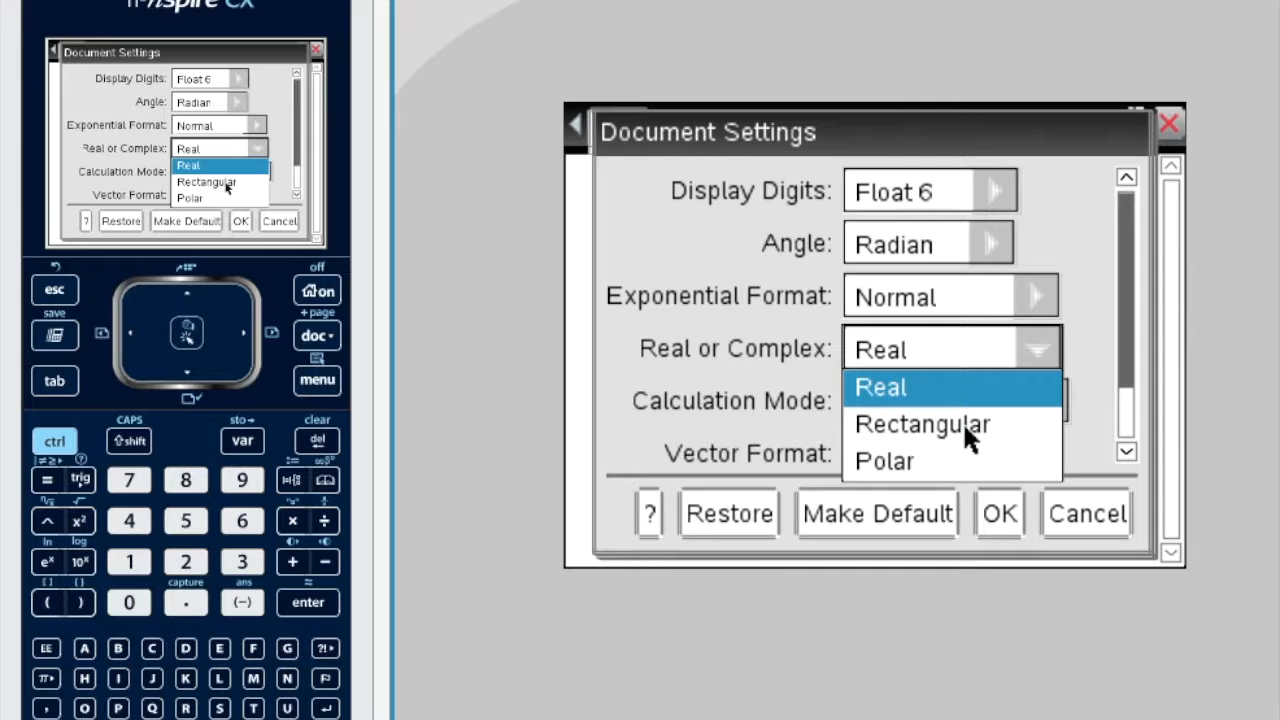 ti-nspire CX
Document Settings
Display Digits: Float 6
Angle: Radian
Exponential Format: Normal
Real or Complex: Real
Real
Calculation Mode:
Rectangular
Vector Format:
Polar
? Restore Make Default OK Cancel
off
esc
on
save
+ page
doc
tab
menu
CAPS
sto→
clear
ctrl
⇧shift
var
del
= trig 7 8 9
^ x² 4 5 6 × ÷
ln log
eˣ 10ˣ 1 2 3 + −
[ ] { }
capture
ans
≈
( ) 0 . (−) enter
EE A B C D E F G ?!▸
π▸ H I J K L M N
, O P Q R S T U ↵
Document Settings
Display Digits: Float 6
Angle: Radian
Exponential Format: Normal
Real or Complex: Real
Real
Calculation Mode:
Rectangular
Vector Format:
Polar
? Restore Make Default OK Cancel